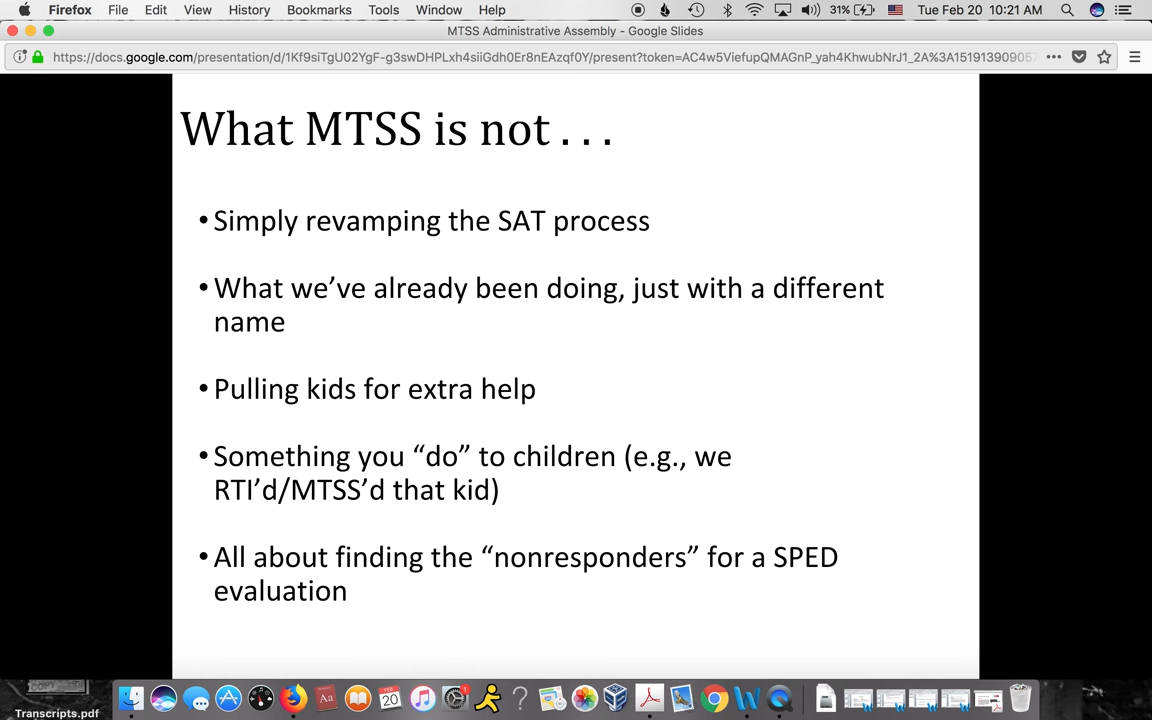 Firefox File Edit View History Bookmarks Tools Window Help 31% Tue Feb 20 10:21 AM
MTSS Administrative Assembly - Google Slides
What MTSS is not . . .
• Simply revamping the SAT process
• What we’ve already been doing, just with a different
name
• Pulling kids for extra help
• Something you “do” to children (e.g., we
RTI’d/MTSS’d that kid)
• All about finding the “nonresponders” for a SPED
evaluation
FEB
20
Transcripts.pdf